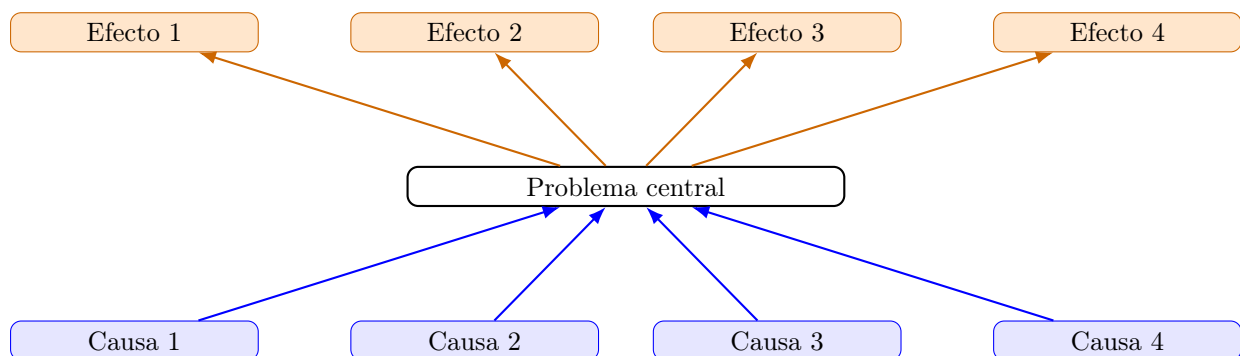 Efecto 1
Efecto 2
Efecto 3
Efecto 4
Problema central
Causa 1
Causa 2
Causa 3
Causa 4